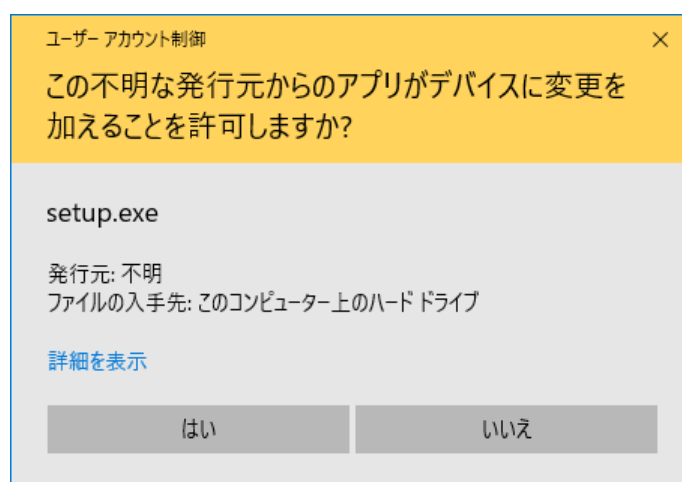 ユーザー アカウント制御
この不明な発行元からのアプリがデバイスに変更を
加えることを許可しますか?
setup.exe
発行元: 不明
ファイルの入手先: このコンピューター上のハード ドライブ
詳細を表示
はい
いいえ